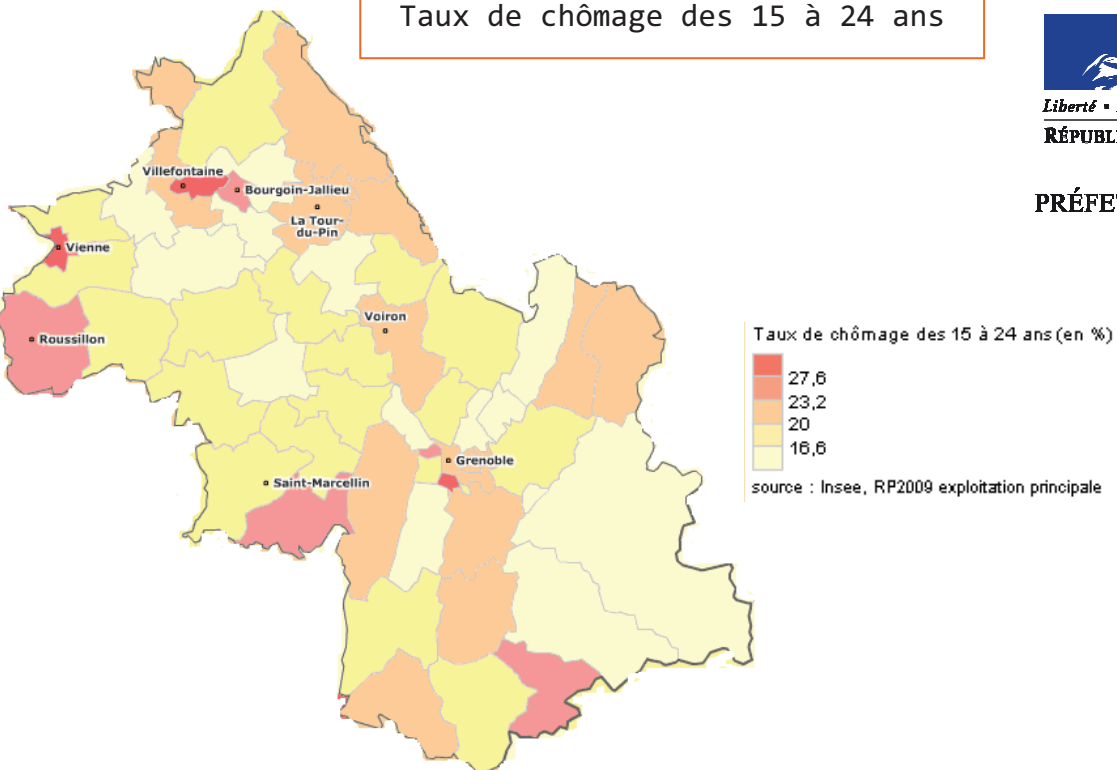 Taux de chômage des 15 à 24 ans
Liberté •
RÉPUBL
PRÉFET
Villefontaine
Bourgoin-Jallieu
La Tour-
du-Pin
Vienne
Voiron
Roussillon
Grenoble
Saint-Marcellin
Taux de chômage des 15 à 24 ans (en %)
27,6
23,2
20
16,6
source : Insee, RP2009 exploitation principale